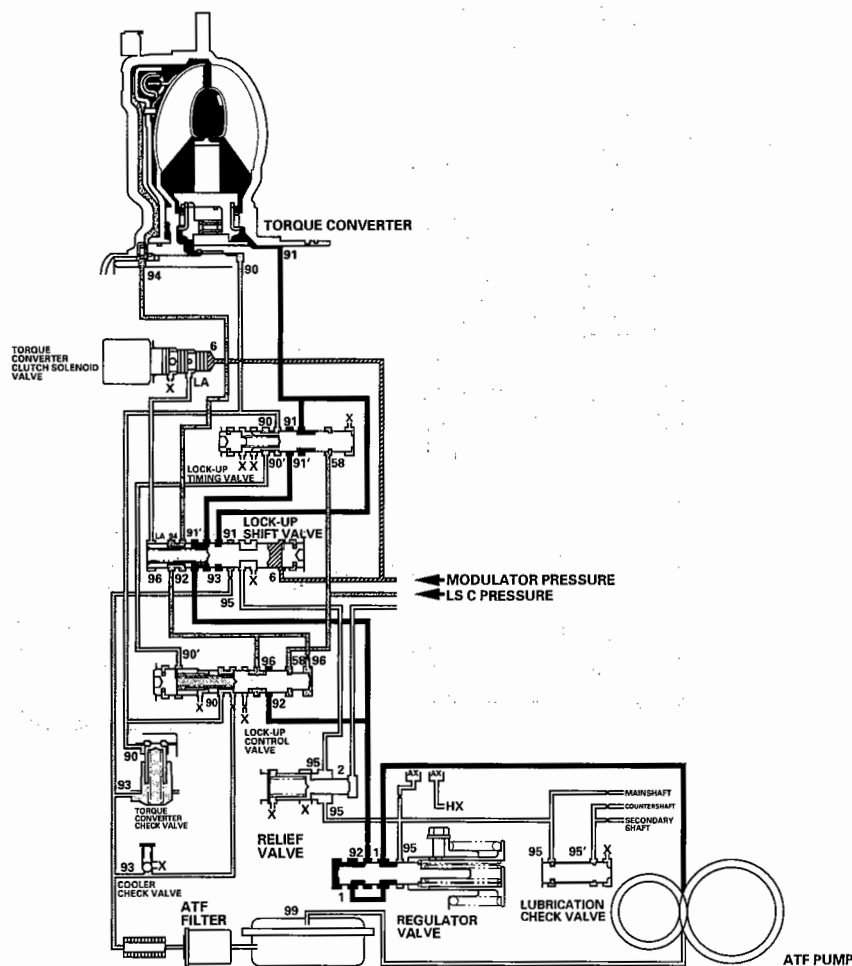 TORQUE CONVERTER
91
94
90
TORQUE
CONVERTER
CLUTCH SOLENOID
VALVE
6
X
LA
90
91
X
LOCK-UP
TIMING VALVE
X X
90'
91'
58
LOCK-UP
SHIFT VALVE
LA
94
91'
91
96
92
93
95
X
6
MODULATOR PRESSURE
LS C PRESSURE
90'
96
58
96
X
90
X
92
LOCK-UP
CONTROL
VALVE
90
93
TORQUE
CONVERTER
CHECK VALVE
95
2
95
X
X
RELIEF
VALVE
AX
AX
HX
MAINSHAFT
COUNTERSHAFT
SECONDARY
SHAFT
92
1
95
1
REGULATOR
VALVE
95
95'
X
LUBRICATION
CHECK VALVE
93
X
COOLER
CHECK VALVE
ATF
FILTER
99
ATF PUMP